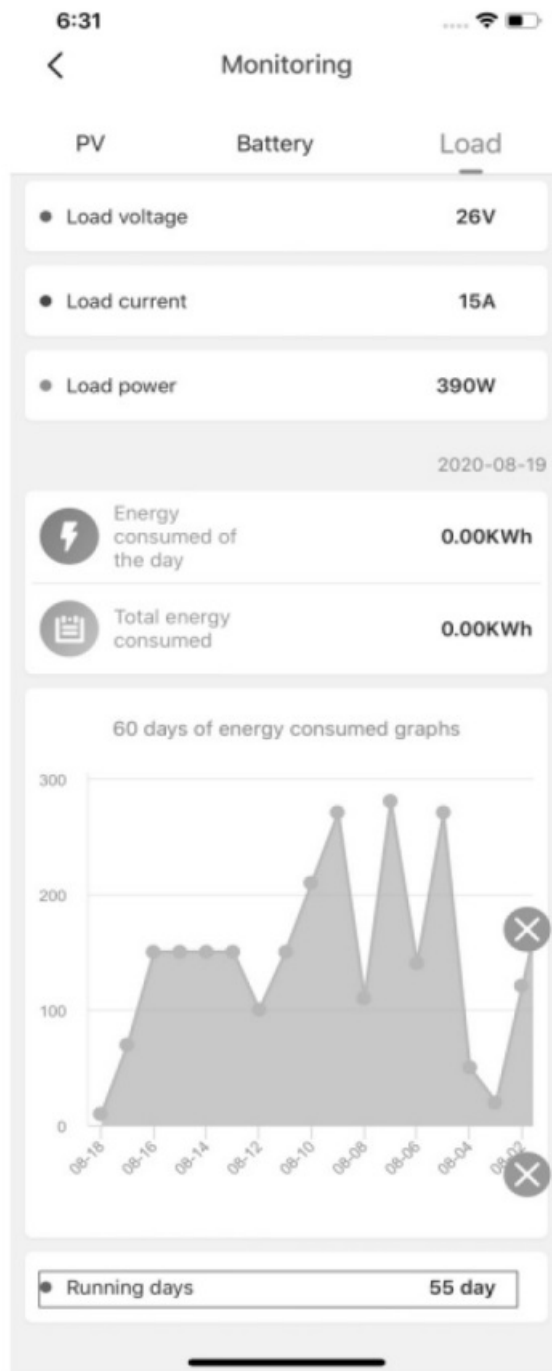 6:31
Monitoring
PV Battery Load
Load voltage 26V
Load current 15A
Load power 390W
2020-08-19
Energy
consumed of 0.00KWh
the day
Total energy
consumed 0.00KWh
60 days of energy consumed graphs
300
200
100
0
08-18 08-16 08-14 08-12 08-10 08-08 08-06 08-04 08-02
Running days 55 day